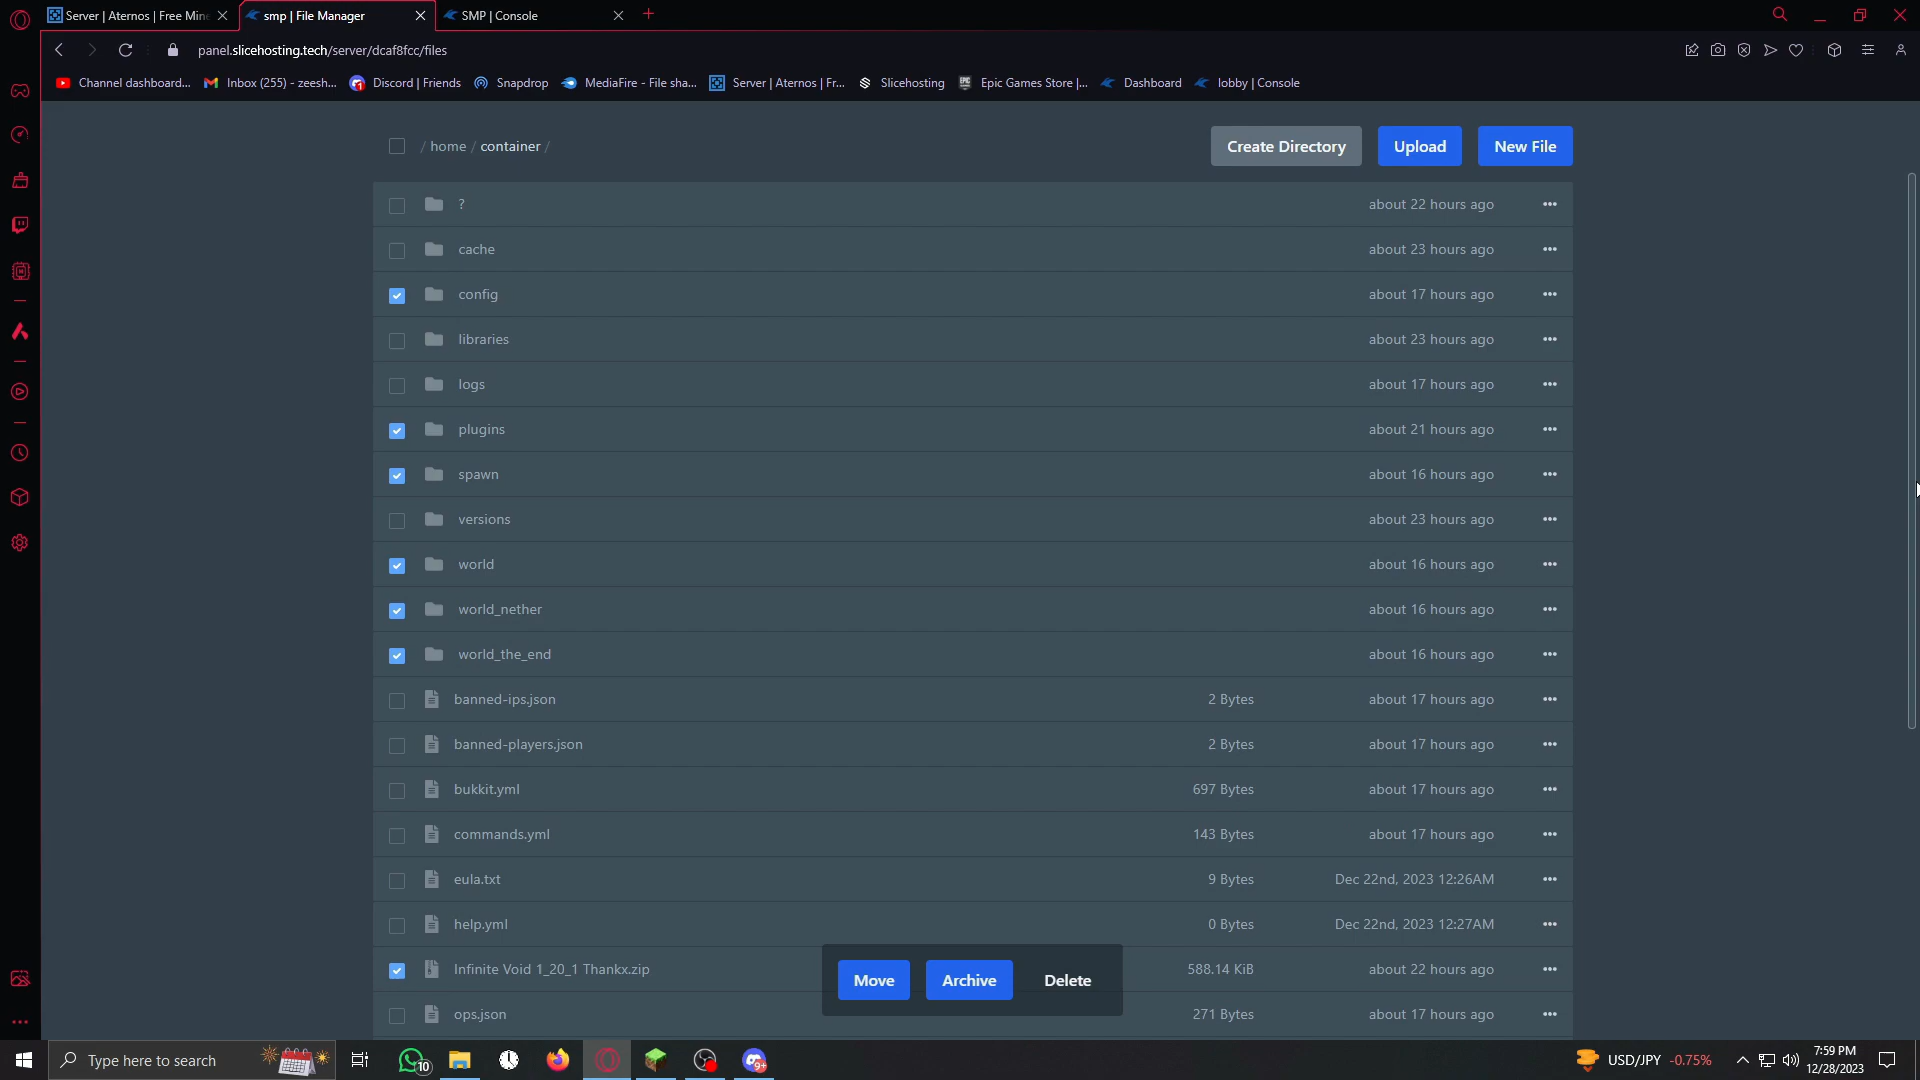 Server | Aternos | Free Mine
smp | File Manager
SMP | Console
panel.slicehosting.tech/server/dcaf8fcc/files
Channel dashboard...
Inbox (255) - zeesh...
Discord | Friends
Snapdrop
MediaFire - File sha...
Server | Aternos | Fr...
Slicehosting
EPIC
Epic Games Store |...
Dashboard
lobby | Console
/ home / container /
Create Directory
Upload
New File
? about 22 hours ago
cache about 23 hours ago
config about 17 hours ago
libraries about 23 hours ago
logs about 17 hours ago
plugins about 21 hours ago
spawn about 16 hours ago
versions about 23 hours ago
world about 16 hours ago
world_nether about 16 hours ago
world_the_end about 16 hours ago
banned-ips.json 2 Bytes about 17 hours ago
banned-players.json 2 Bytes about 17 hours ago
bukkit.yml 697 Bytes about 17 hours ago
commands.yml 143 Bytes about 17 hours ago
eula.txt 9 Bytes Dec 22nd, 2023 12:26AM
help.yml 0 Bytes Dec 22nd, 2023 12:27AM
Infinite Void 1_20_1 Thankx.zip 588.14 KiB about 22 hours ago
Move
Archive
Delete
ops.json 271 Bytes about 17 hours ago
Type here to search
10
9+
USD/JPY -0.75%
7:59 PM
12/28/2023